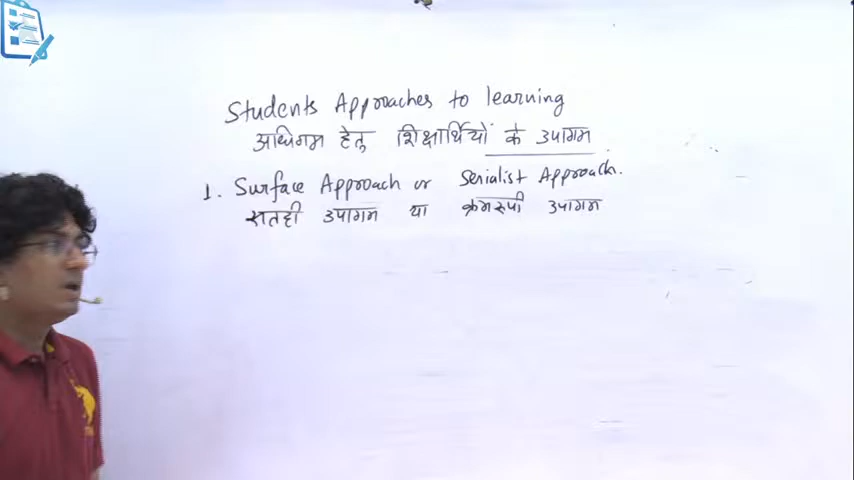 Students Approaches to learning
अधिगम हेतु शिक्षार्थियों के उपागम
1. Surface Approach or Serialist Approach.
सतही उपागम या क्रमरूपी उपागम